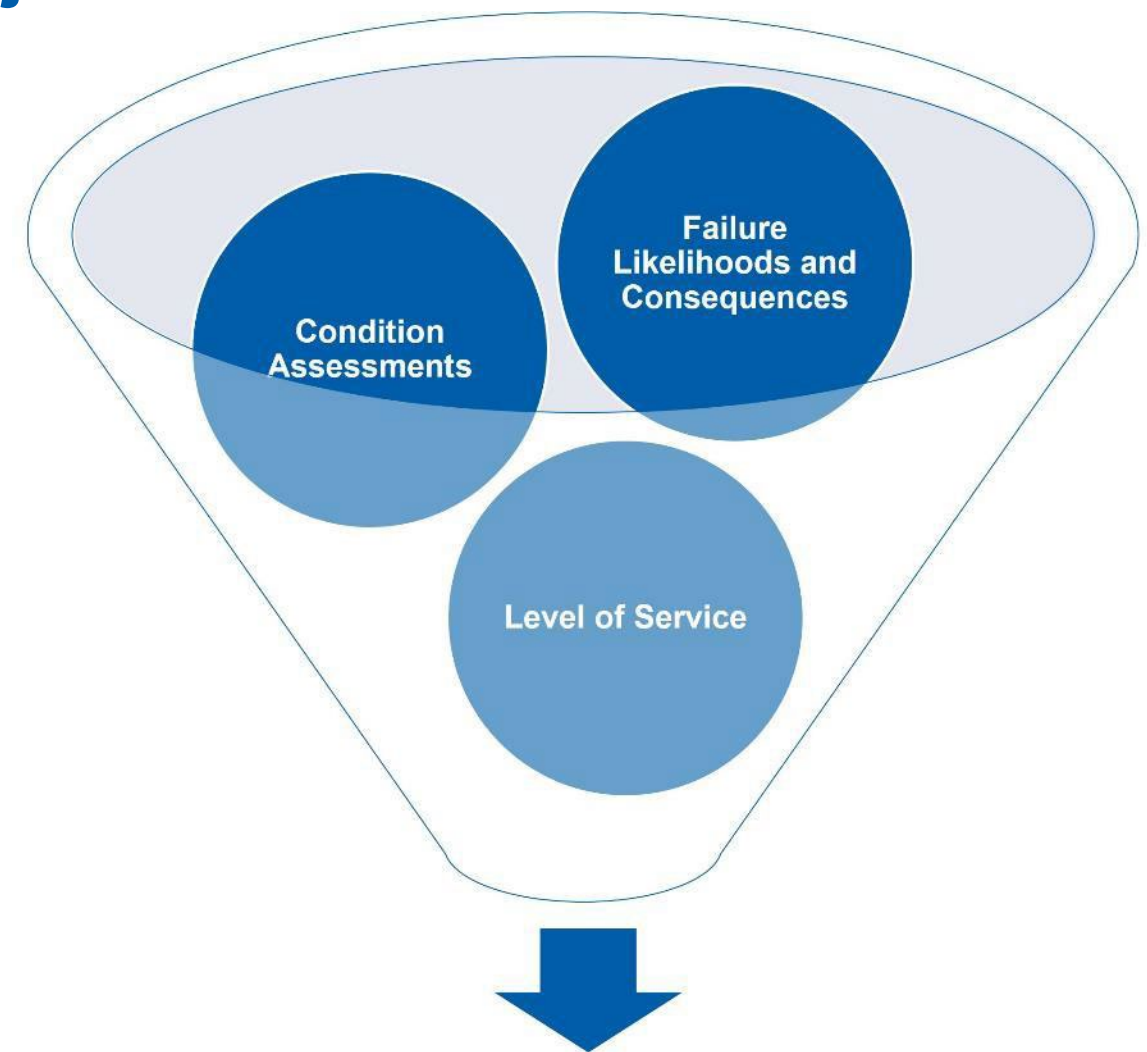 Failure
Likelihoods and
Consequences
Condition
Assessments
Level of Service